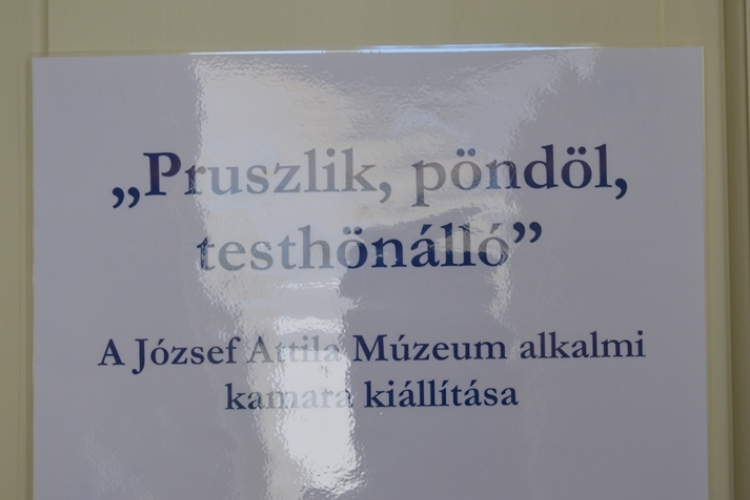 „Pruszlik, pöndöl,
testhönálló”
A József Attila Múzeum alkalmi
kamara kiállítása